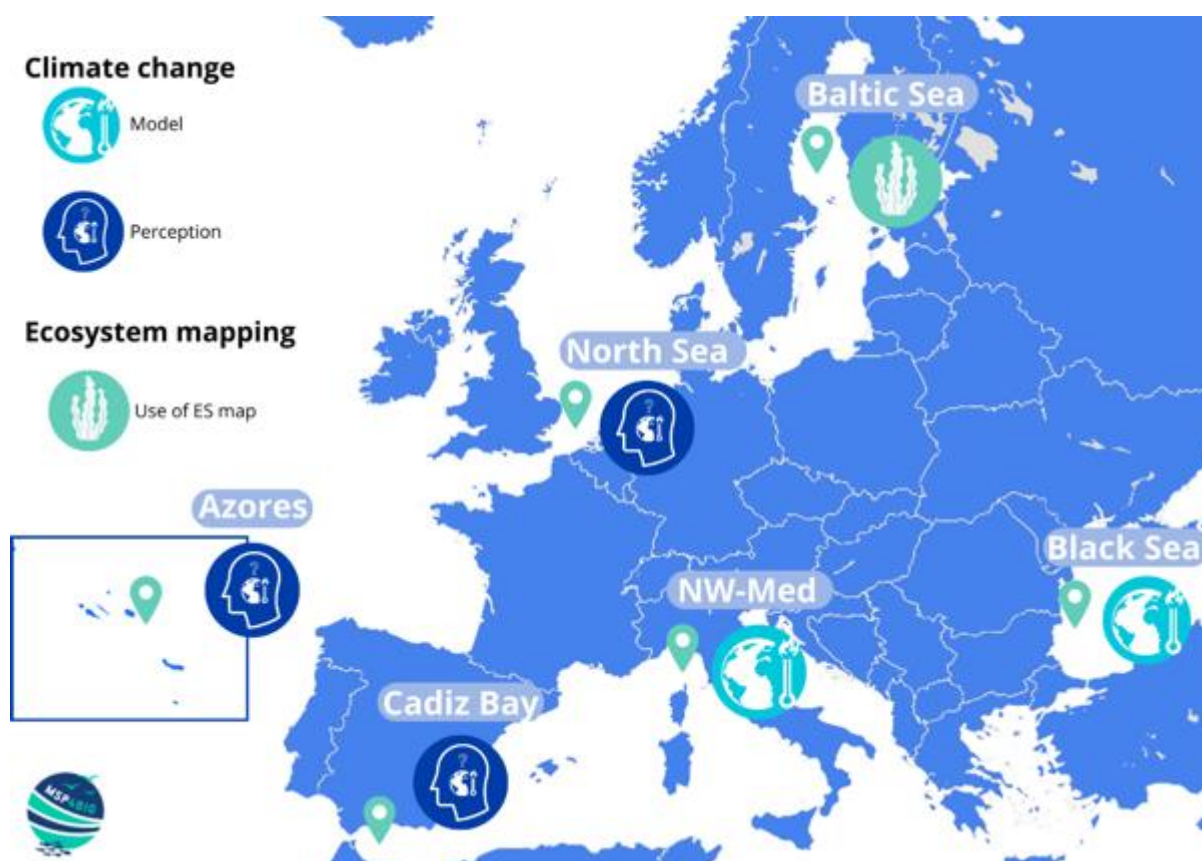 Climate change
Model
Perception
Ecosystem mapping
Use of ES map
Baltic Sea
North Sea
Azores
Black Sea
NW-Med
Cadiz Bay
MSP4BIO